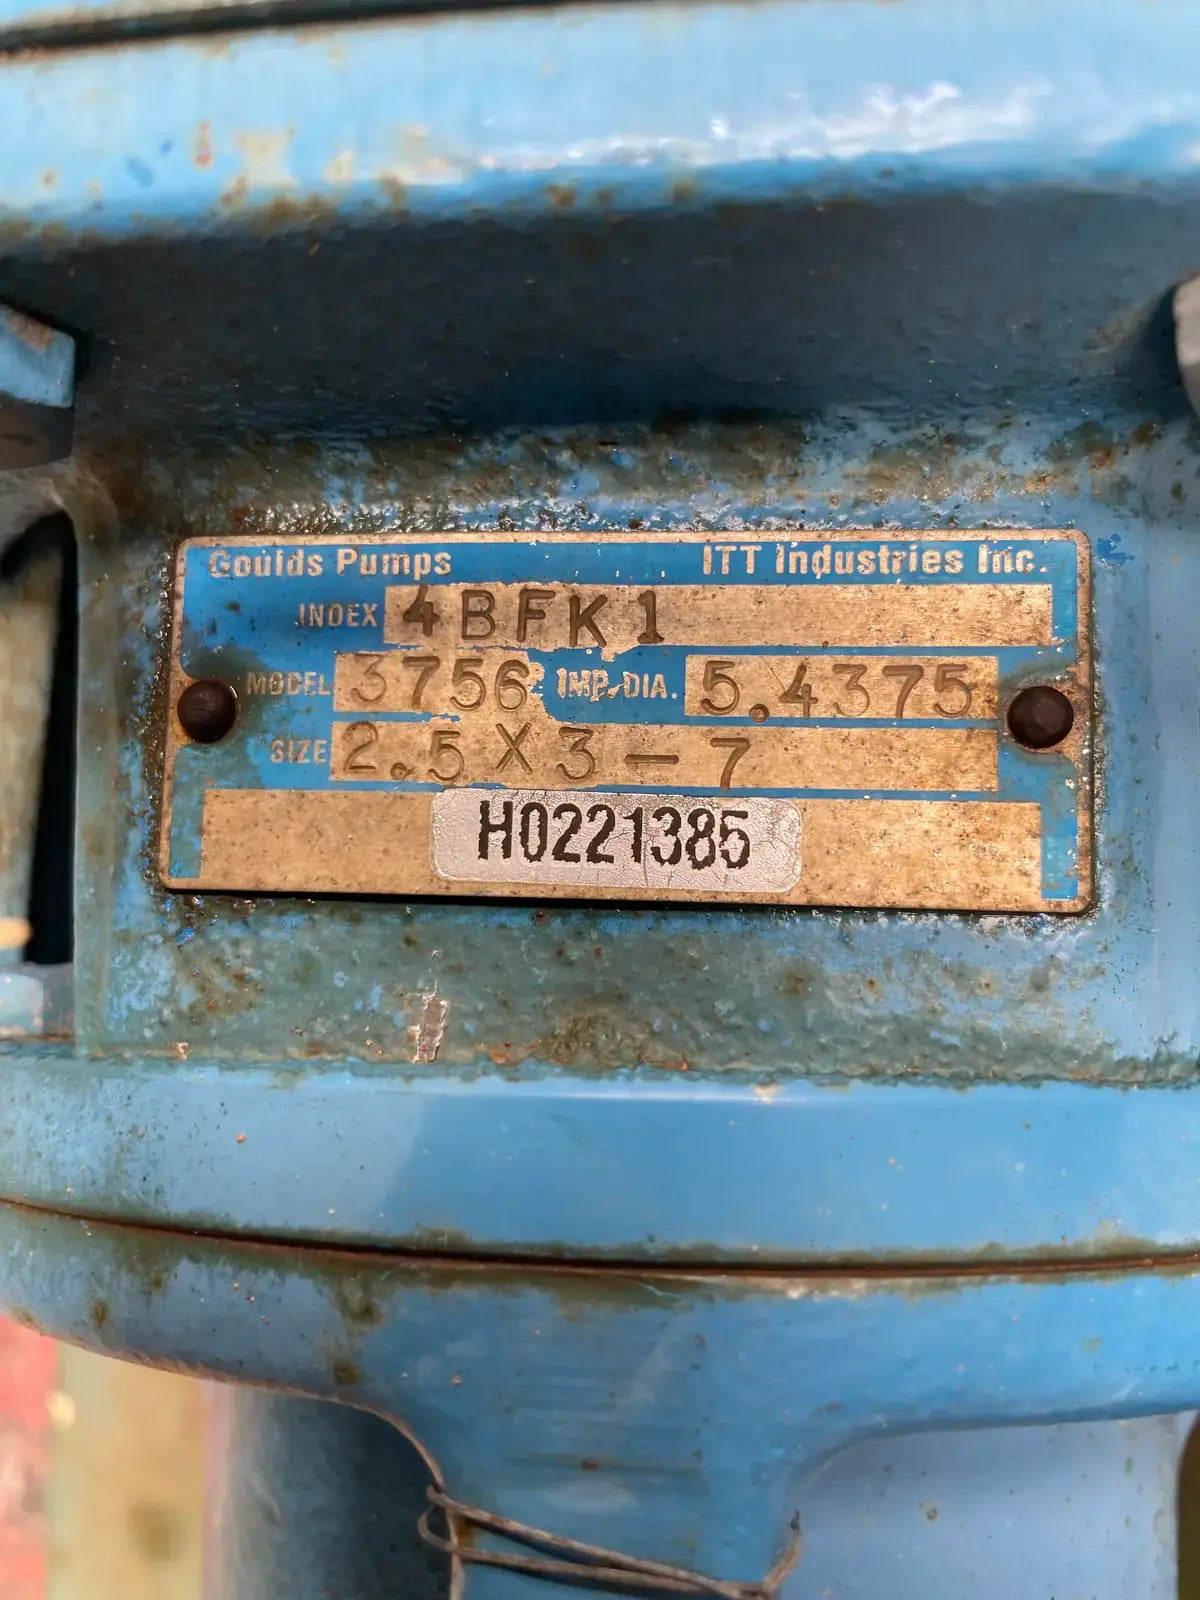 Goulds Pumps ITT Industries Inc.
INDEX 4BFK1
MODEL 3756 IMP. DIA. 5.4375
SIZE 2.5X3-7
H0221385